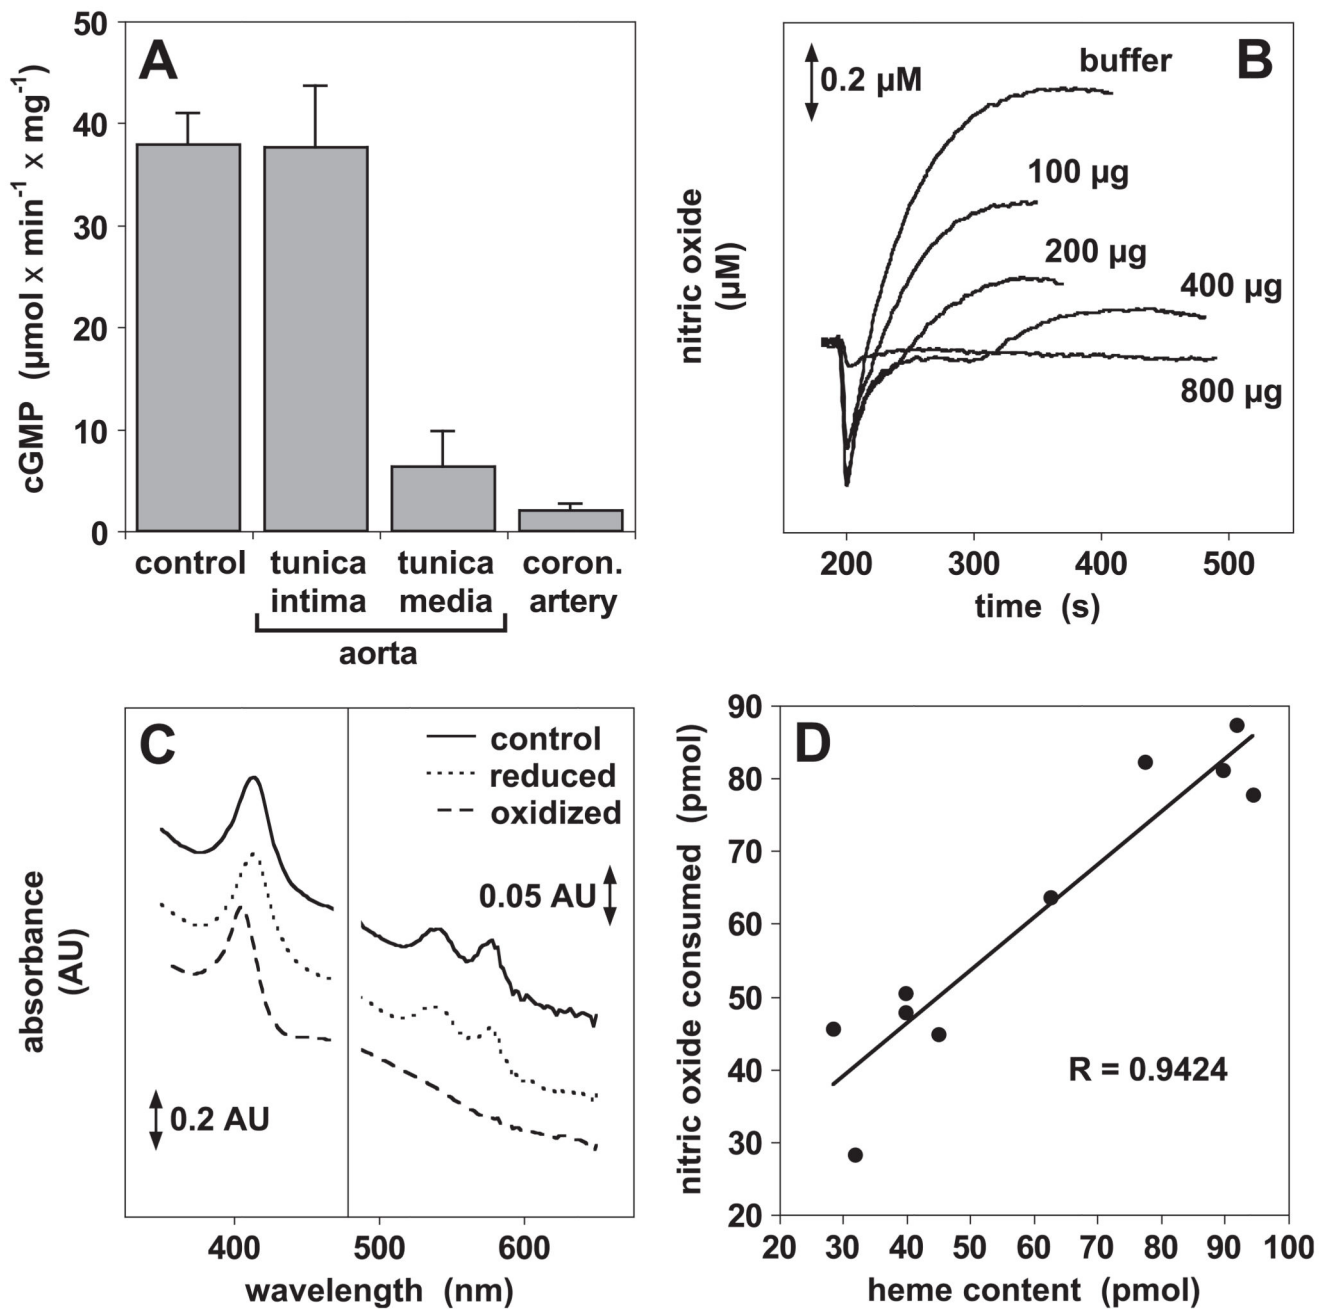 A
cGMP (µmol x min⁻¹ x mg⁻¹)
50
40
30
20
10
0
control
tunica
intima
tunica
media
coron.
artery
aorta
B
0.2 µM
buffer
100 µg
200 µg
400 µg
800 µg
nitric oxide
(µM)
200 300 400 500
time (s)
C
control
reduced
oxidized
0.05 AU
0.2 AU
absorbance
(AU)
400 500 600
wavelength (nm)
D
nitric oxide consumed (pmol)
90
80
70
60
50
40
30
20
R = 0.9424
20 30 40 50 60 70 80 90 100
heme content (pmol)